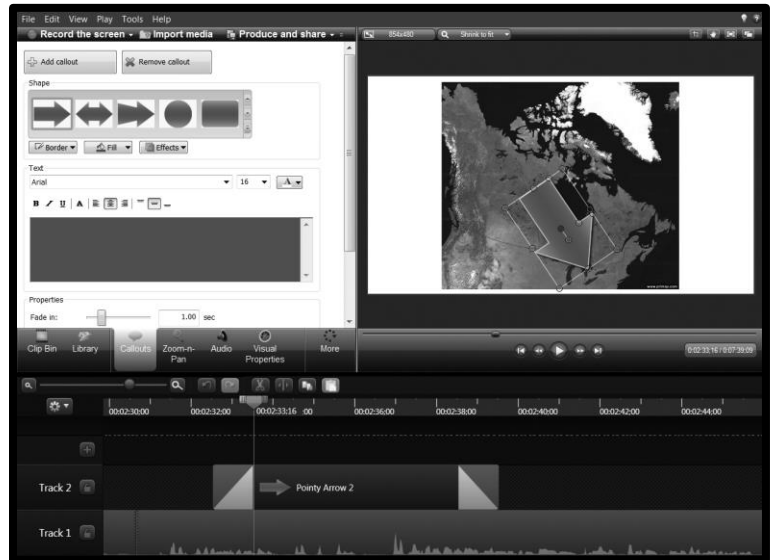 File Edit View Play Tools Help
Record the screen Import media Produce and share
854x480 Shrink to fit
Add callout Remove callout
Shape
Border Fill Effects
Text
Arial 16 A
B I U A
Properties
Fade in: 1.00 sec
Clip Bin Library Callouts Zoom-n-Pan Audio Visual Properties More
0:02:33;16 / 0:07:39;09
00:02:30;00 00:02:32;00 00:02:33;16 ;00 00:02:36;00 00:02:38;00 00:02:40;00 00:02:42;00 00:02:44;00
Track 2 Pointy Arrow 2
Track 1